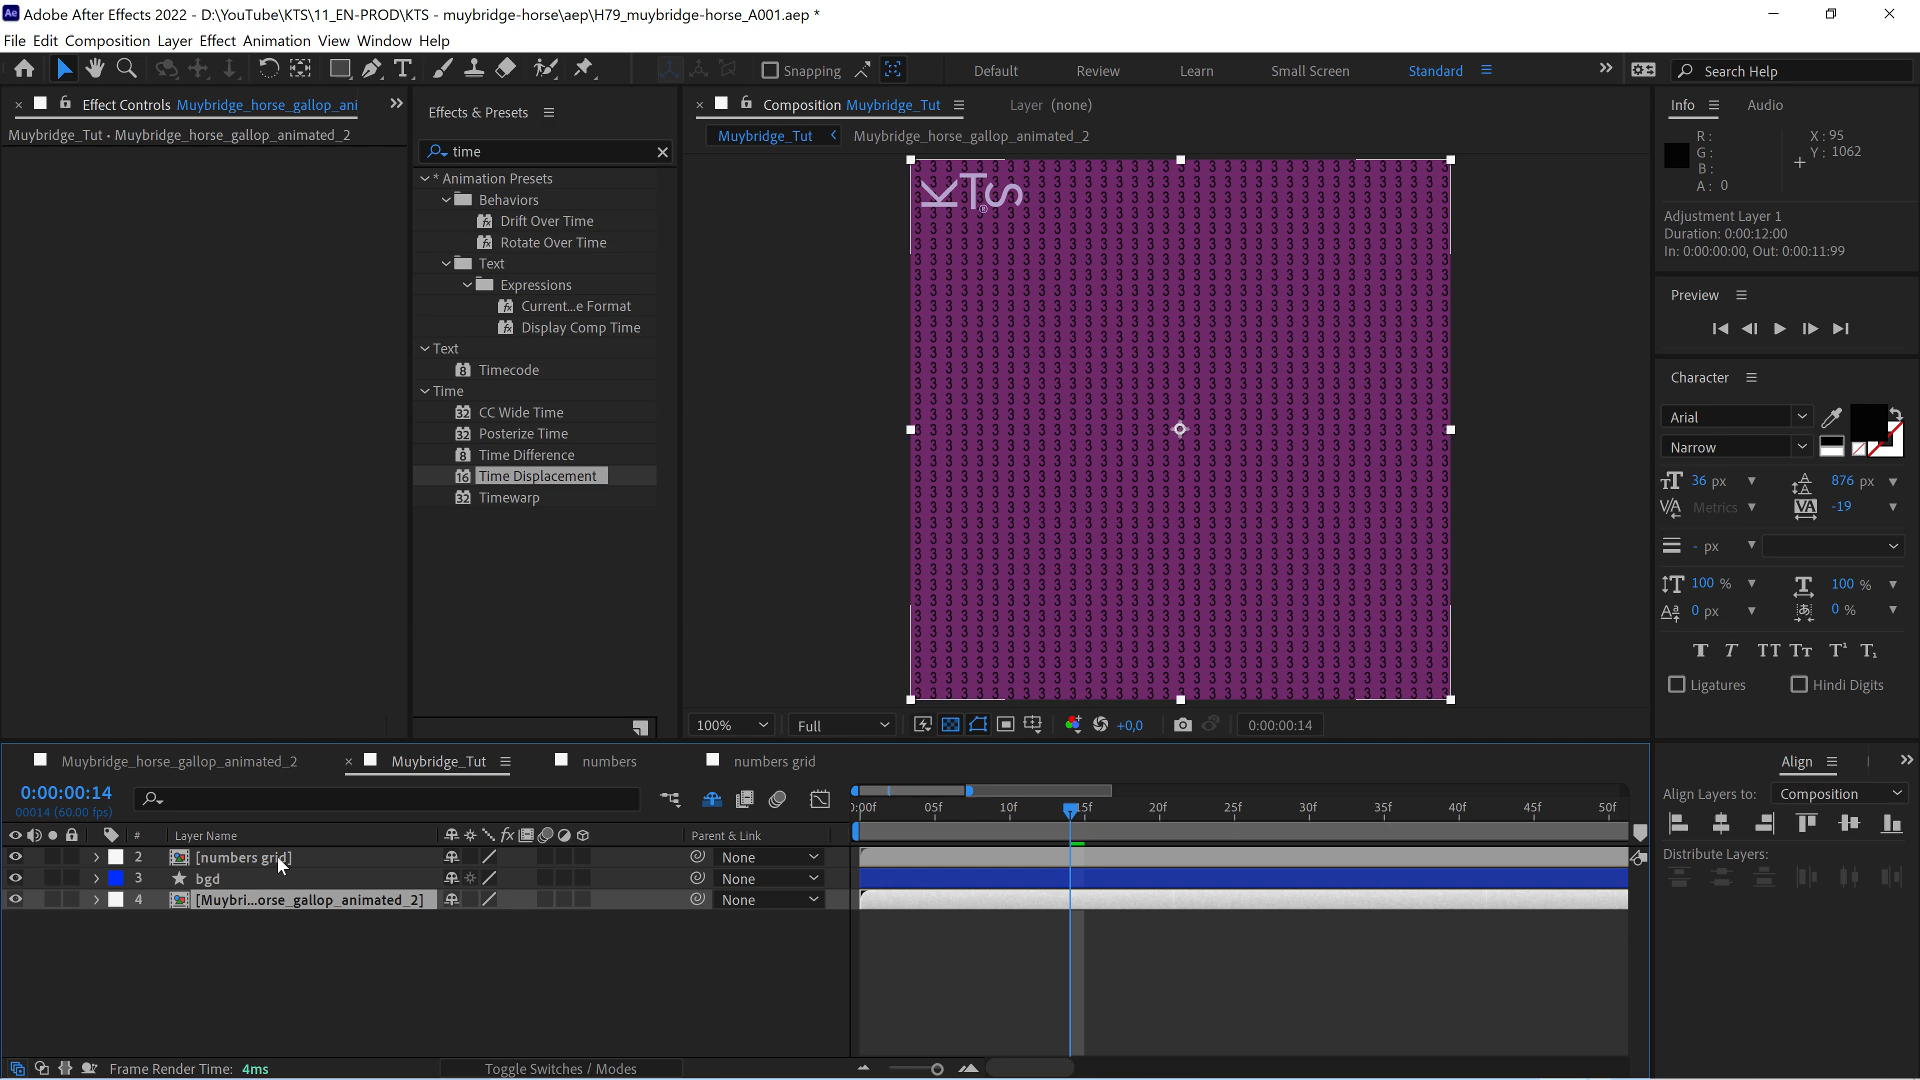 Adobe After Effects 2022 - D:\YouTube\KTS\11_EN-PROD\KTS - muybridge-horse\aep\H79_muybridge-horse_A001.aep *
File Edit Composition Layer Effect Animation View Window Help
Snapping
Default Review Learn Small Screen Standard
Search Help
Effect Controls Muybridge_horse_gallop_ani
Muybridge_Tut • Muybridge_horse_gallop_animated_2
Effects & Presets
time
* Animation Presets
Behaviors
Drift Over Time
Rotate Over Time
Text
Expressions
Current...e Format
Display Comp Time
Text
Timecode
Time
CC Wide Time
Posterize Time
Time Difference
Time Displacement
Timewarp
Composition Muybridge_Tut
Layer (none)
Muybridge_Tut
Muybridge_horse_gallop_animated_2
KTS®
100%
Full
+0,0
0:00:00:14
Info
Audio
R:
G:
B:
A: 0
X: 95
Y: 1062
Adjustment Layer 1
Duration: 0:00:12:00
In: 0:00:00:00, Out: 0:00:11:99
Preview
Character
Arial
Narrow
36 px
876 px
Metrics
-19
- px
100 %
100 %
0 px
0 %
Ligatures
Hindi Digits
Muybridge_horse_gallop_animated_2
Muybridge_Tut
numbers
numbers grid
0:00:00:14
00014 (60.00 fps)
):00f 05f 10f 15f 20f 25f 30f 35f 40f 45f 50f
# Layer Name
Parent & Link
2 [numbers grid] None
3 bgd None
4 [Muybri...orse_gallop_animated_2] None
Frame Render Time: 4ms
Toggle Switches / Modes
Align
Align Layers to: Composition
Distribute Layers: